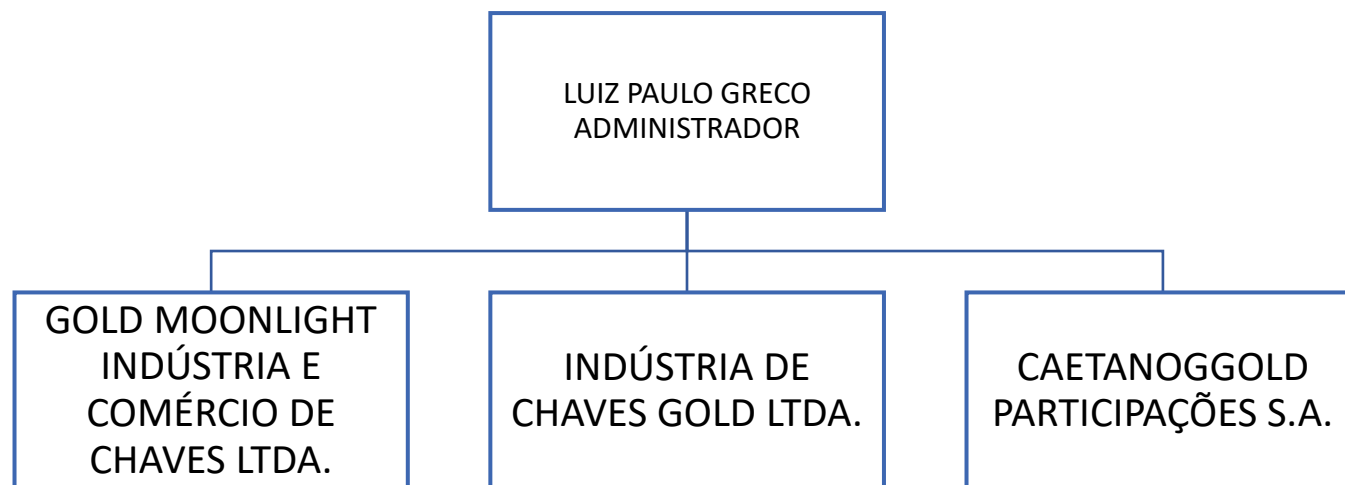 LUIZ PAULO GRECO
ADMINISTRADOR
GOLD MOONLIGHT
INDÚSTRIA E
COMÉRCIO DE
CHAVES LTDA.
INDÚSTRIA DE
CHAVES GOLD LTDA.
CAETANOGGOLD
PARTICIPAÇÕES S.A.